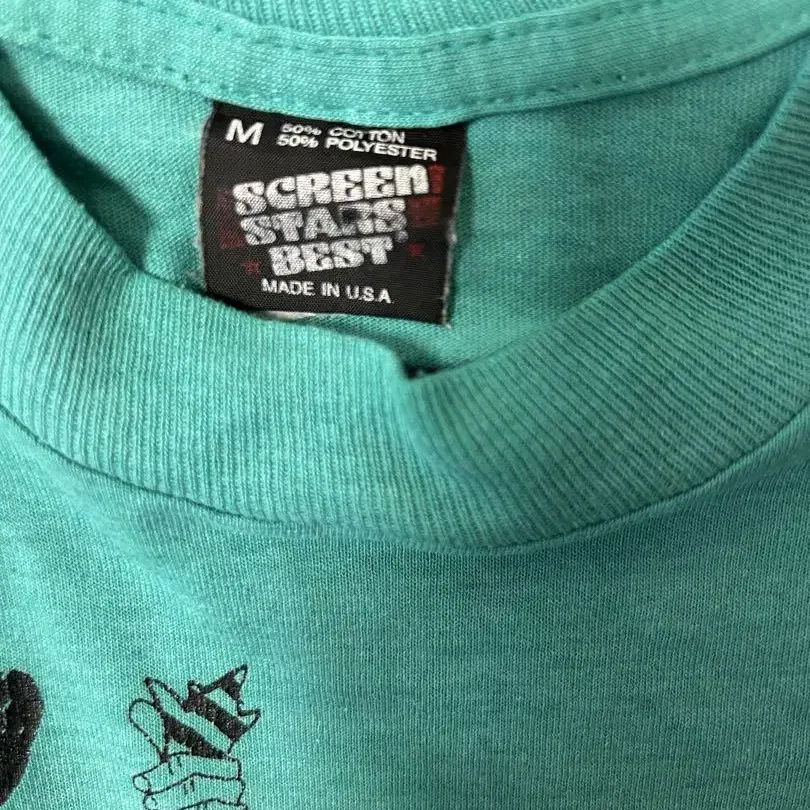 M
50% COTTON
50% POLYESTER
SCREEN
STARS
BEST
MADE IN U.S.A.